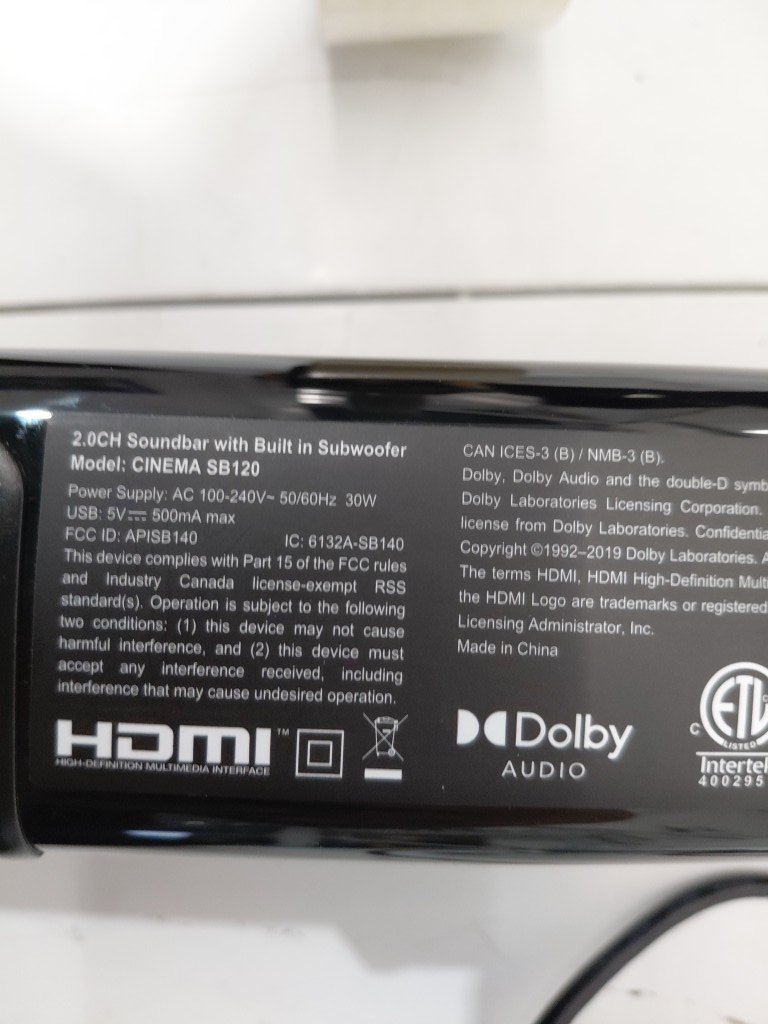 2.0CH Soundbar with Built in Subwoofer
Model: CINEMA SB120
Power Supply: AC 100-240V~ 50/60Hz 30W
USB: 5V⎓ 500mA max
FCC ID: APISB140 IC: 6132A-SB140
This device complies with Part 15 of the FCC rules
and Industry Canada license-exempt RSS
standard(s). Operation is subject to the following
two conditions: (1) this device may not cause
harmful interference, and (2) this device must
accept any interference received, including
interference that may cause undesired operation.
HDMI™
HIGH-DEFINITION MULTIMEDIA INTERFACE
CAN ICES-3 (B) / NMB-3 (B).
Dolby, Dolby Audio and the double-D symb
Dolby Laboratories Licensing Corporation.
license from Dolby Laboratories. Confidentia
Copyright ©1992–2019 Dolby Laboratories. A
The terms HDMI, HDMI High-Definition Multi
the HDMI Logo are trademarks or registered
Licensing Administrator, Inc.
Made in China
Dolby
AUDIO
ETL
C
LISTED
Intertek
400295